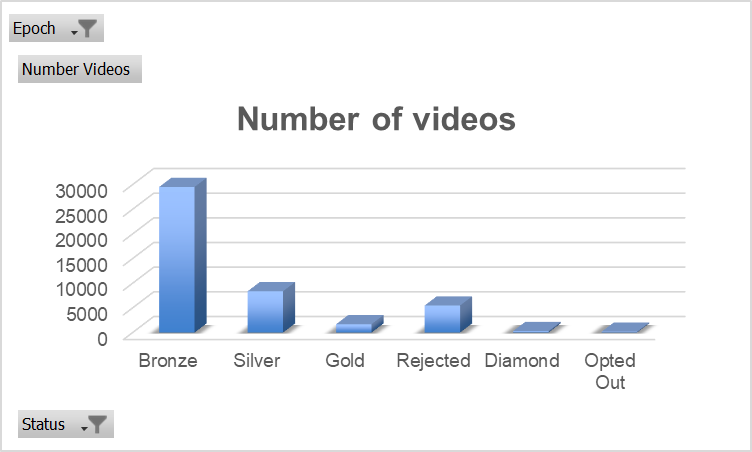 Epoch
Number Videos
Number of videos
30000
25000
20000
15000
10000
5000
0
Bronze Silver Gold Rejected Diamond Opted
Out
Status